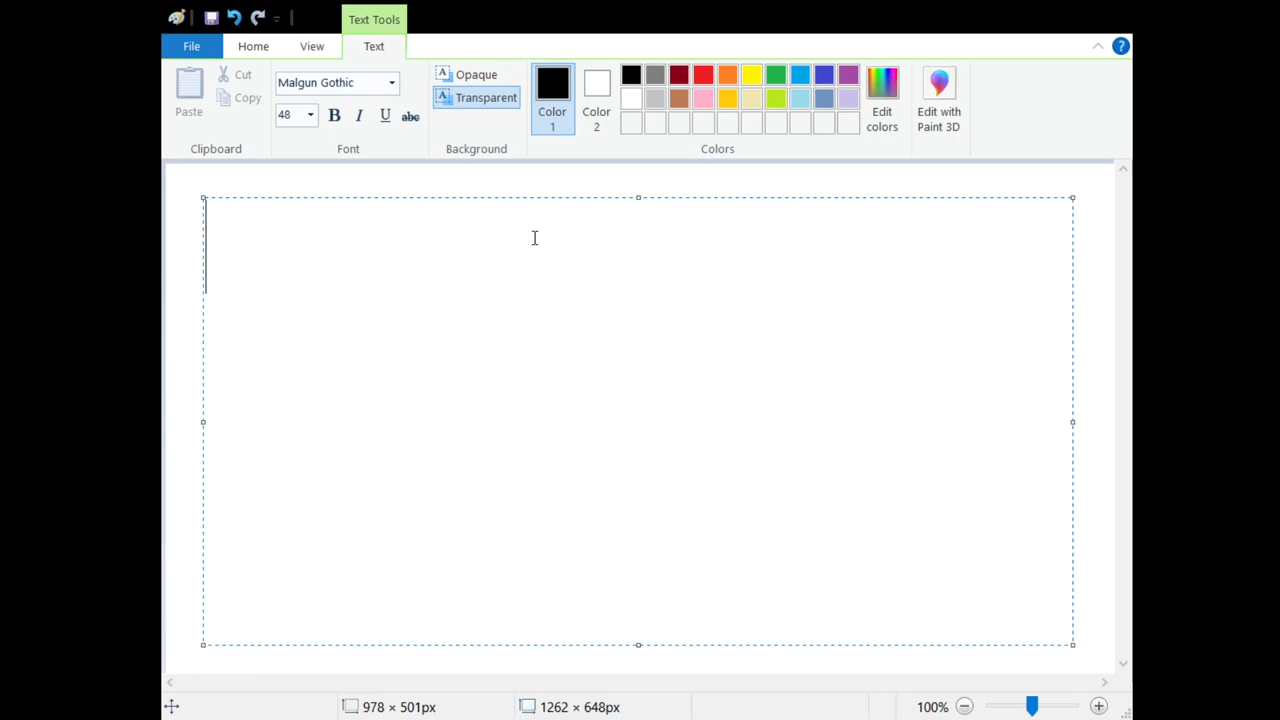 Text Tools
File Home View Text
Paste Cut Copy Clipboard
Malgun Gothic
48 B I U abc
Font
Opaque
Transparent
Background
Color 1
Color 2
Edit colors
Colors
Edit with Paint 3D
978 × 501px 1262 × 648px 100%